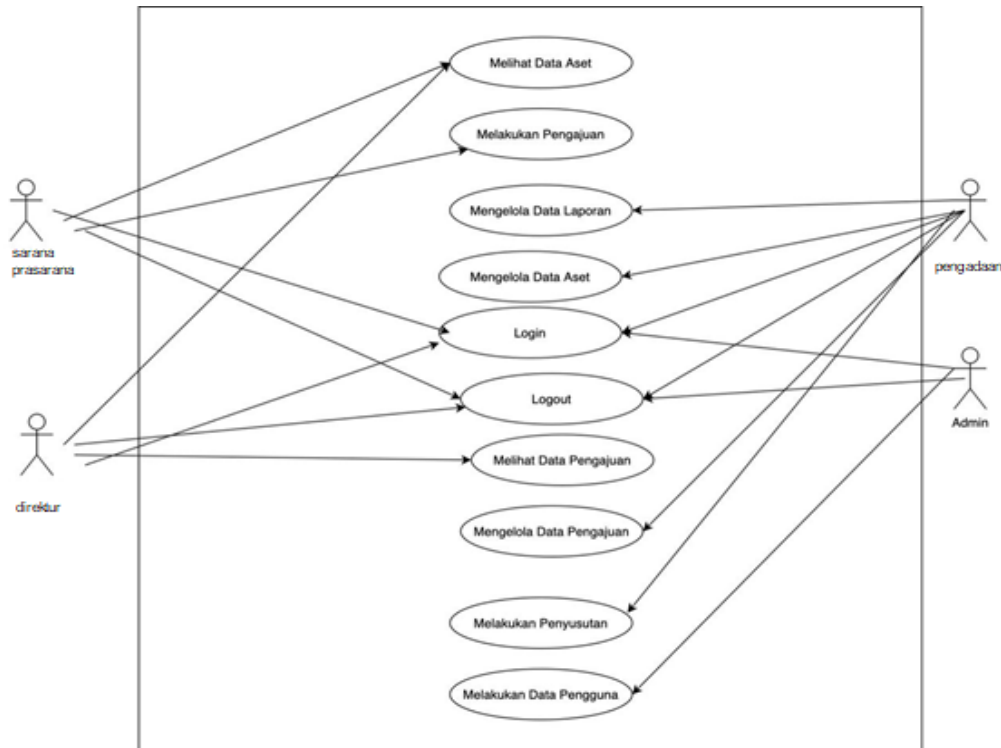 Melihat Data Aset
Melakukan Pengajuan
Mengelola Data Laporan
sarana
prasarana
pengadaan
Mengelola Data Aset
Login
Logout
Admin
Melihat Data Pengajuan
direktur
Mengelola Data Pengajuan
Melakukan Penyusutan
Melakukan Data Pengguna